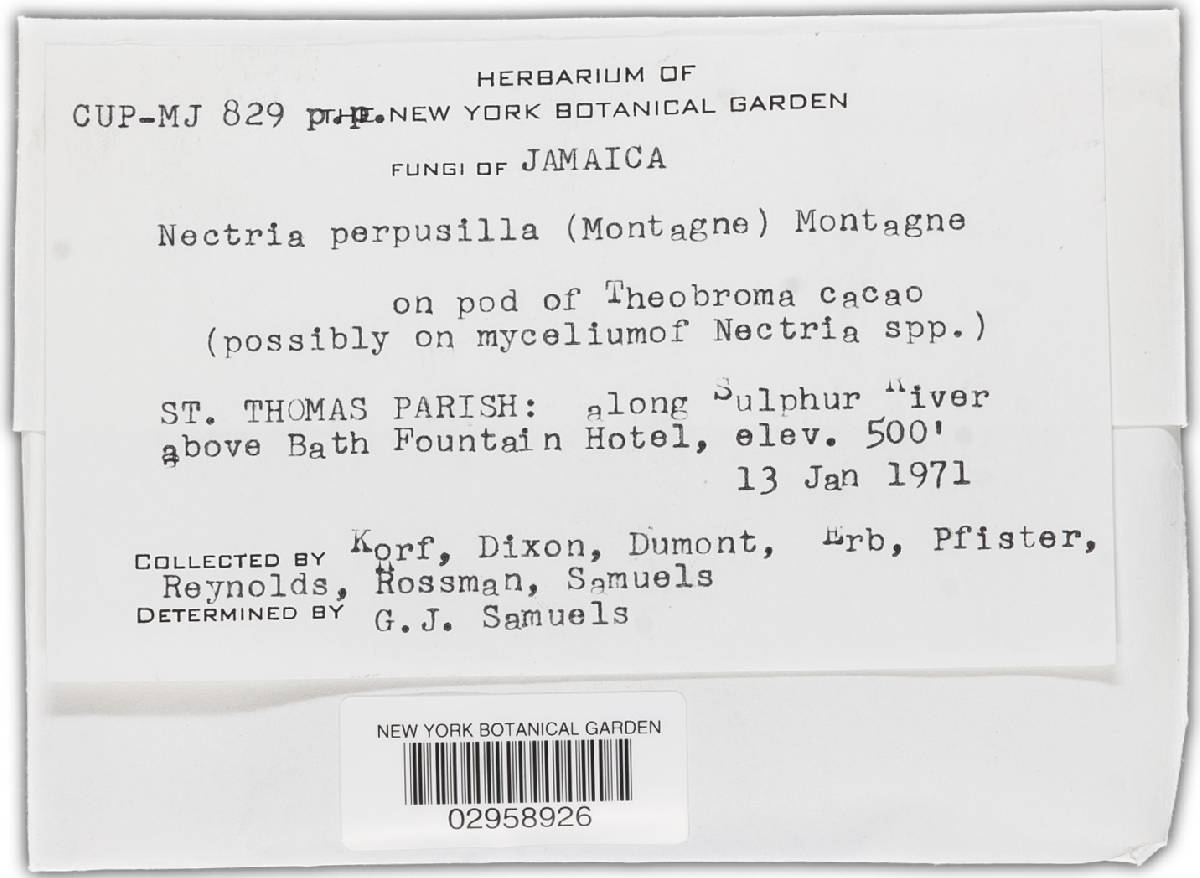 HERBARIUM OF
CUP-MJ 829 p.p. THE NEW YORK BOTANICAL GARDEN
FUNGI OF JAMAICA
Nectria perpusilla (Montagne) Montagne
on pod of Theobroma cacao
(possibly on myceliumof Nectria spp.)
ST. THOMAS PARISH: along Sulphur River
above Bath Fountain Hotel, elev. 500'
13 Jan 1971
COLLECTED BY Korf, Dixon, Dumont, Erb, Pfister,
Reynolds, Rossman, Samuels
DETERMINED BY G.J. Samuels
NEW YORK BOTANICAL GARDEN
02958926